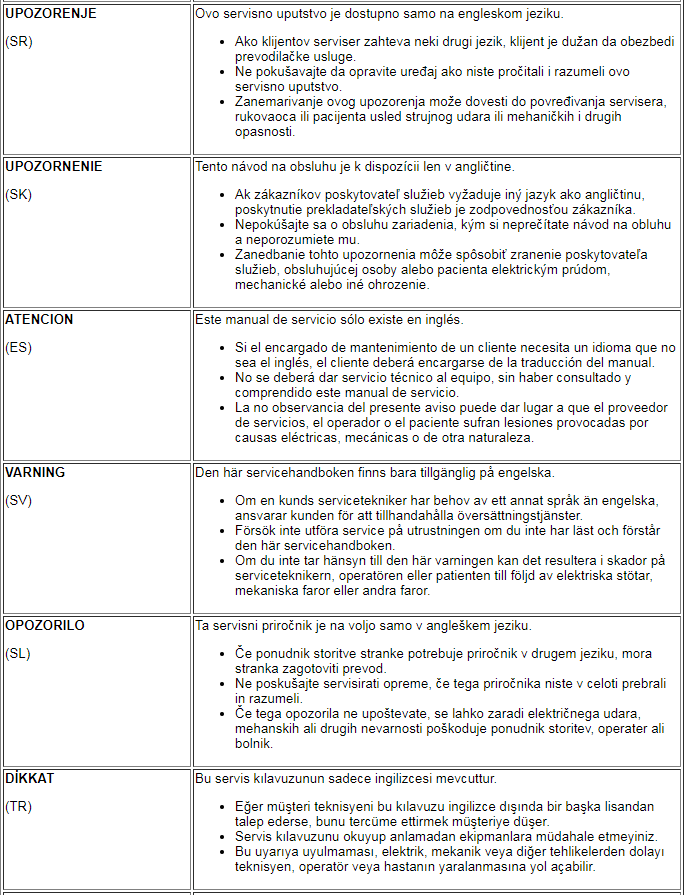 UPOZORENJE
(SR)
Ovo servisno uputstvo je dostupno samo na engleskom jeziku.
• Ako klijentov serviser zahteva neki drugi jezik, klijent je dužan da obezbedi
prevodilačke usluge.
• Ne pokušavajte da opravite uređaj ako niste pročitali i razumeli ovo
servisno uputstvo.
• Zanemarivanje ovog upozorenja može dovesti do povređivanja servisera,
rukovaoca ili pacijenta usled strujnog udara ili mehaničkih i drugih
opasnosti.
UPOZORNENIE
(SK)
Tento návod na obsluhu je k dispozícii len v angličtine.
• Ak zákazníkov poskytovateľ služieb vyžaduje iný jazyk ako angličtinu,
poskytnutie prekladateľských služieb je zodpovednosťou zákazníka.
• Nepokúšajte sa o obsluhu zariadenia, kým si neprečítate návod na obluhu
a neporozumiete mu.
• Zanedbanie tohto upozornenia môže spôsobiť zranenie poskytovateľa
služieb, obsluhujúcej osoby alebo pacienta elektrickým prúdom,
mechanické alebo iné ohrozenie.
ATENCION
(ES)
Este manual de servicio sólo existe en inglés.
• Si el encargado de mantenimiento de un cliente necesita un idioma que no
sea el inglés, el cliente deberá encargarse de la traducción del manual.
• No se deberá dar servicio técnico al equipo, sin haber consultado y
comprendido este manual de servicio.
• La no observancia del presente aviso puede dar lugar a que el proveedor
de servicios, el operador o el paciente sufran lesiones provocadas por
causas eléctricas, mecánicas o de otra naturaleza.
VARNING
(SV)
Den här servicehandboken finns bara tillgänglig på engelska.
• Om en kunds servicetekniker har behov av ett annat språk än engelska,
ansvarar kunden för att tillhandahålla översättningstjänster.
• Försök inte utföra service på utrustningen om du inte har läst och förstår
den här servicehandboken.
• Om du inte tar hänsyn till den här varningen kan det resultera i skador på
serviceteknikern, operatören eller patienten till följd av elektriska stötar,
mekaniska faror eller andra faror.
OPOZORILO
(SL)
Ta servisni priročnik je na voljo samo v angleškem jeziku.
• Če ponudnik storitve stranke potrebuje priročnik v drugem jeziku, mora
stranka zagotoviti prevod.
• Ne poskušajte servisirati opreme, če tega priročnika niste v celoti prebrali
in razumeli.
• Če tega opozorila ne upoštevate, se lahko zaradi električnega udara,
mehanskih ali drugih nevarnosti poškoduje ponudnik storitev, operater ali
bolnik.
DİKKAT
(TR)
Bu servis kılavuzunun sadece ingilizcesi mevcuttur.
• Eğer müşteri teknisyeni bu kılavuzu ingilizce dışında bir başka lisandan
talep ederse, bunu tercüme ettirmek müşteriye düşer.
• Servis kılavuzunu okuyup anlamadan ekipmanlara müdahale etmeyiniz.
• Bu uyarıya uyulmaması, elektrik, mekanik veya diğer tehlikelerden dolayı
teknisyen, operatör veya hastanın yaralanmasına yol açabilir.